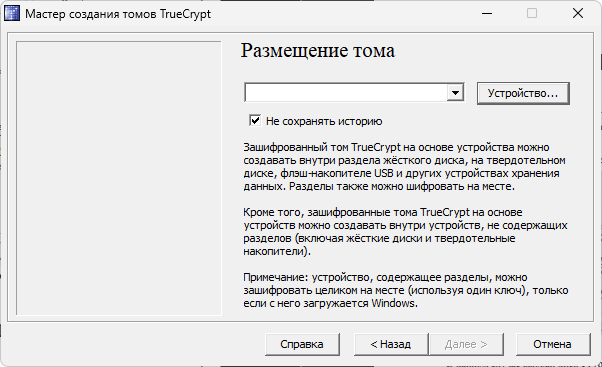 Мастер создания томов TrueCrypt
Размещение тома
Устройство...
Не сохранять историю
Зашифрованный том TrueCrypt на основе устройства можно
создавать внутри раздела жёсткого диска, на твердотельном
диске, флэш-накопителе USB и других устройствах хранения
данных. Разделы также можно шифровать на месте.
Кроме того, зашифрованные тома TrueCrypt на основе
устройств можно создавать внутри устройств, не содержащих
разделов (включая жёсткие диски и твердотельные
накопители).
Примечание: устройство, содержащее разделы, можно
зашифровать целиком на месте (используя один ключ), только
если с него загружается Windows.
Справка
< Назад
Далее >
Отмена